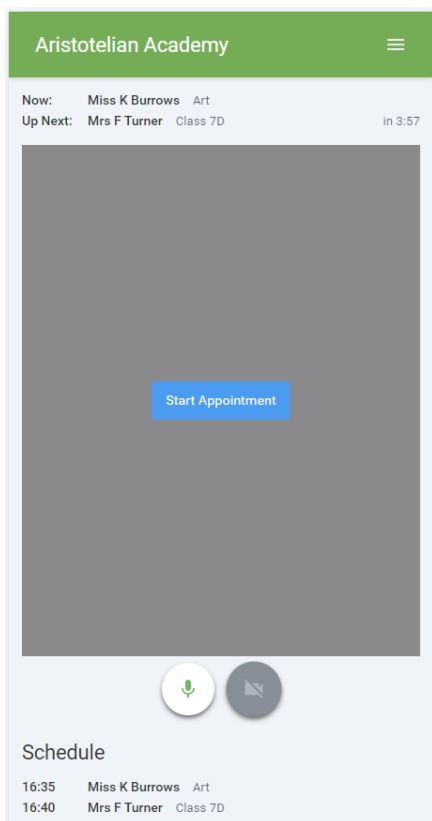 Aristotelian Academy
Now: Miss K Burrows Art
Up Next: Mrs F Turner Class 7D in 3:57
Start Appointment
Schedule
16:35 Miss K Burrows Art
16:40 Mrs F Turner Class 7D